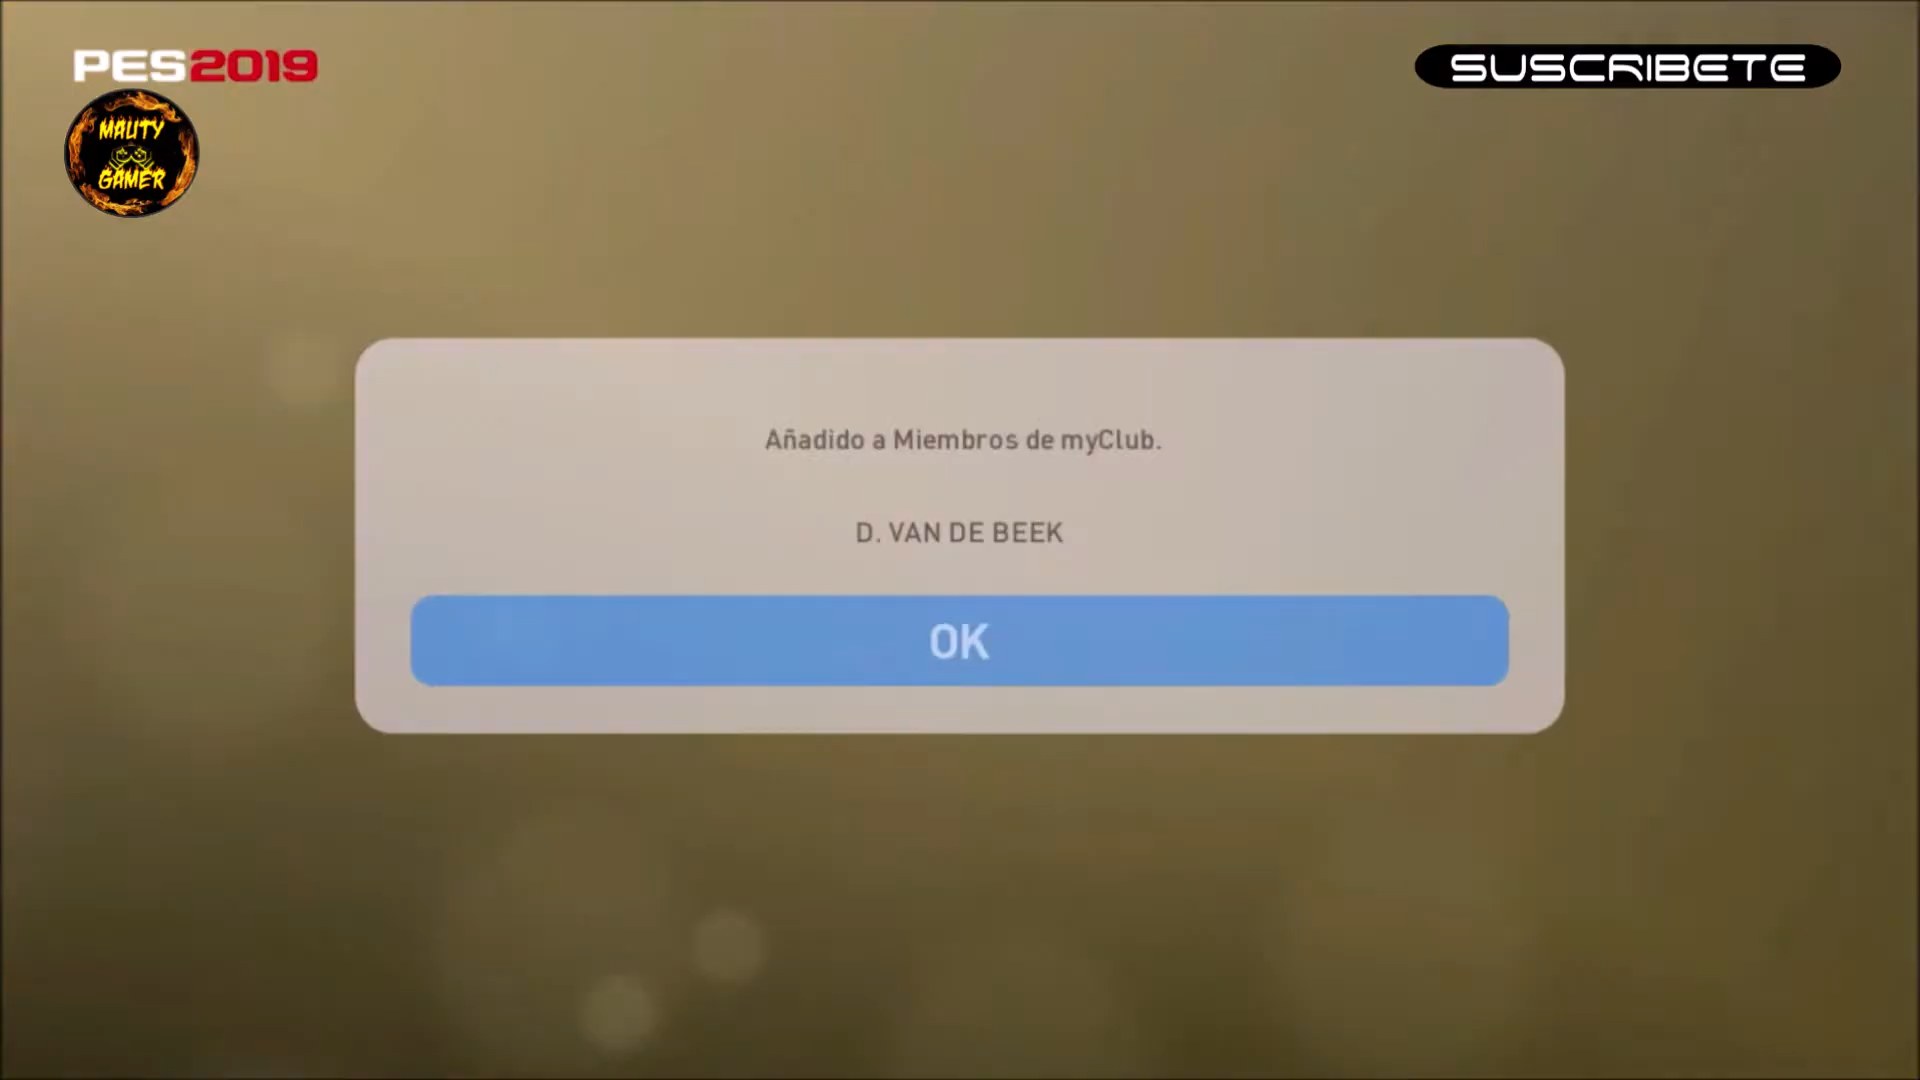 PES2019
SUSCRIBETE
MAUTY
GAMER
Añadido a Miembros de myClub.
D. VAN DE BEEK
OK